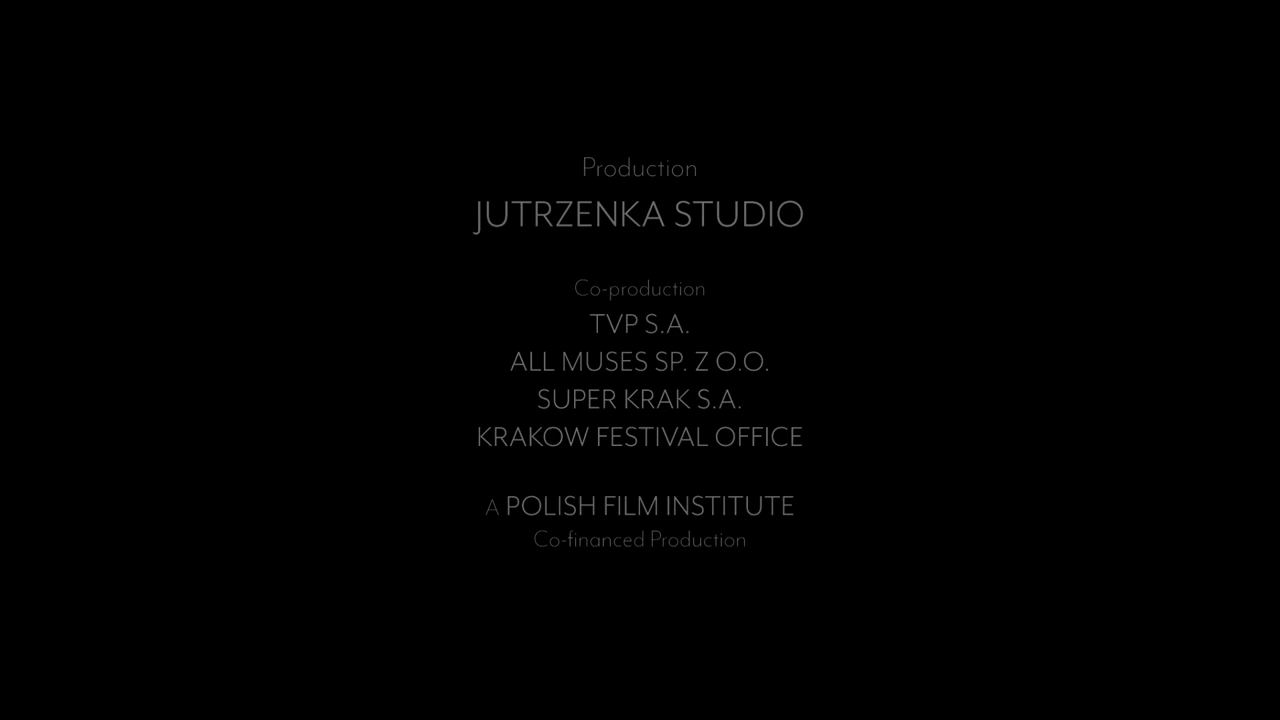 Production
JUTRZENKA STUDIO
Co-production
TVP S.A.
ALL MUSES SP. Z O.O.
SUPER KRAK S.A.
KRAKOW FESTIVAL OFFICE
A POLISH FILM INSTITUTE
Co-financed Production